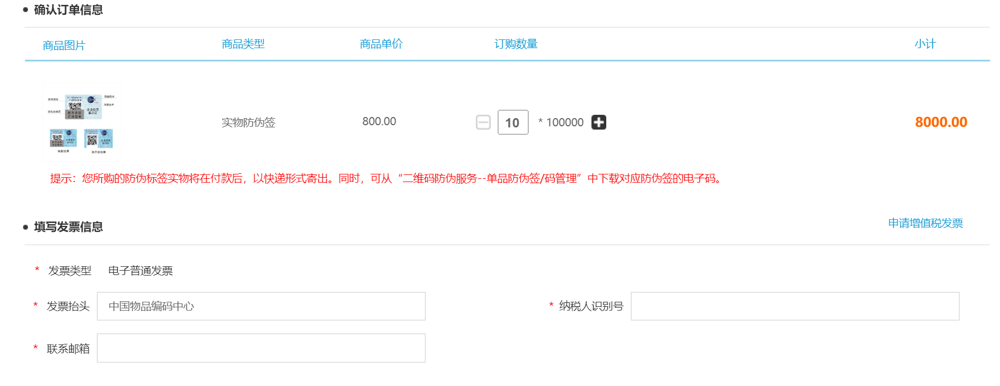 确认订单信息
商品图片 商品类型 商品单价 订购数量 小计
实物防伪签 800.00 10 * 100000 8000.00
企业信息
展示区
提示：您所购的防伪标签实物将在付款后，以快递形式寄出。同时，可从“二维码防伪服务--单品防伪签/码管理”中下载对应防伪签的电子码。
填写发票信息 申请增值税发票
* 发票类型 电子普通发票
* 发票抬头 中国物品编码中心 * 纳税人识别号
* 联系邮箱